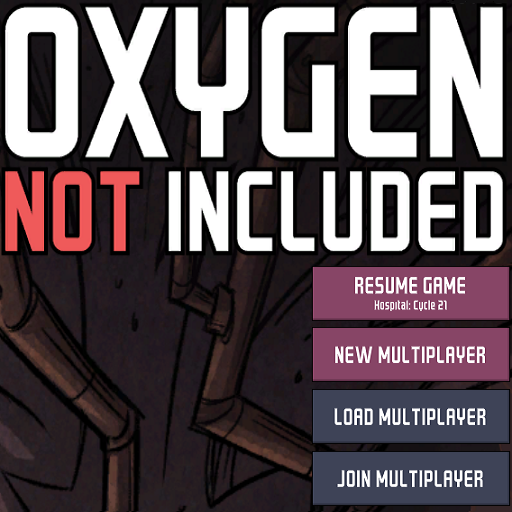 OXYGEN
NOT INCLUDED
RESUME GAME
Hospital: Cycle 21
NEW MULTIPLAYER
LOAD MULTIPLAYER
JOIN MULTIPLAYER